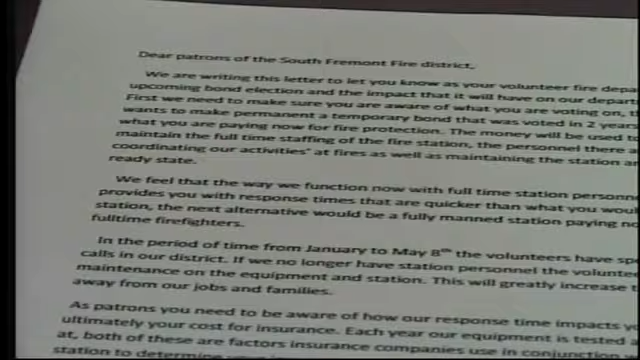 Dear patrons of the South Fremont Fire district,
We are writing this letter to let you know as your volunteer fire
upcoming bond election and the impact that it will have on our
First we need to make sure you are aware of what you are voting on,
wants to make permanent a temporary bond that was voted in 2 years
what you are paying now for fire protection. The money will be used
maintain the full time staffing of the fire station, the personnel there
coordinating our activities' at fires as well as maintaining the station
ready state.
We feel that the way we function now with full time station
provides you with response times that are quicker than what you
station, the next alternative would be a fully manned station paying
fulltime firefighters.
In the period of time from January to May 8th the volunteers have
calls in our district. If we no longer have station personnel the
maintenance on the equipment and station. This will greatly increase
away from our jobs and families.
As patrons you need to be aware of how our response time impacts
ultimately your cost for insurance. Each year our equipment is tested
at, both of these are factors insurance companies use in
station to determine